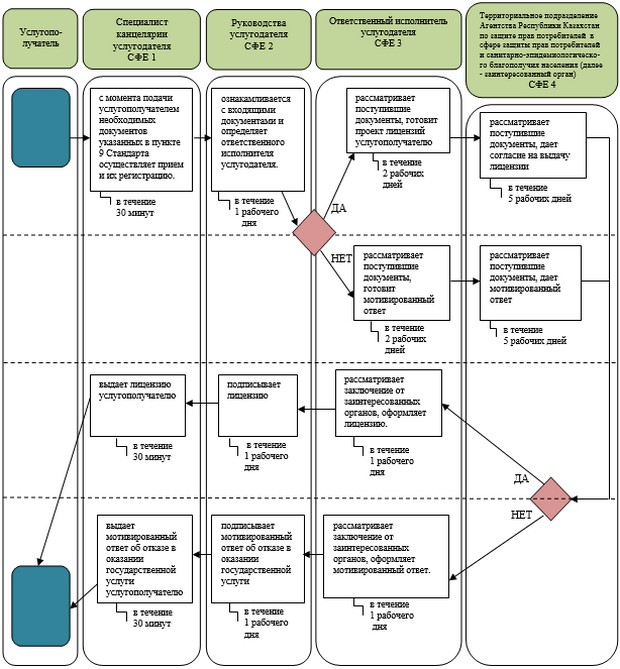 Услугопо-
лучатель
Специалист
канцелярии
услугодателя
СФЕ 1
Руководства
услугодателя
СФЕ 2
Ответственный исполнитель
услугодателя
СФЕ 3
Территориальное подразделение
Агентства Республики Казахстан
по защите прав потребителей в
сфере защиты прав потребителей
и санитарно-эпидемиологическо-
го благополучия населения (далее
- заинтересованный орган)
СФЕ 4
с момента подачи
услугополучателем
необходимых
документов
указанных в пункте
9 Стандарта
осуществляет прием
и их регистрацию.
в течение
30 минут
ознакамливается
с входящими
документами и
определяет
ответственного
исполнителя
услугодателя.
в течение
1 рабочего
дня
рассматривает
поступившие
документы, готовит
проект лицензий
услугополучателю
в течение
2 рабочих
дней
рассматривает
поступившие
документы, дает
согласие на выдачу
лицензии
в течение
5 рабочих дней
ДА
НЕТ
рассматривает
поступившие
документы,
готовит
мотивированный
ответ
в течение
2 рабочих
дней
рассматривает
поступившие
документы, дает
мотивированный
ответ
в течение
5 рабочих дней
выдает лицензию
услугополучателю
в течение
30 минут
подписывает
лицензию
в течение
1 рабочего
дня
рассматривает
заключение от
заинтересованных
органов, оформляет
лицензию.
в течение
1 рабочего
дня
ДА
НЕТ
выдает
мотивированный
ответ об отказе в
оказании
государственной
услуги
услугополучателю
в течение
30 минут
подписывает
мотивированный
ответ об отказе в
оказании
государственной
услуги
в течение
1 рабочего
дня
рассматривает
заключение от
заинтересованных
органов, оформляет
мотивированный ответ.
в течение
1 рабочего
дня